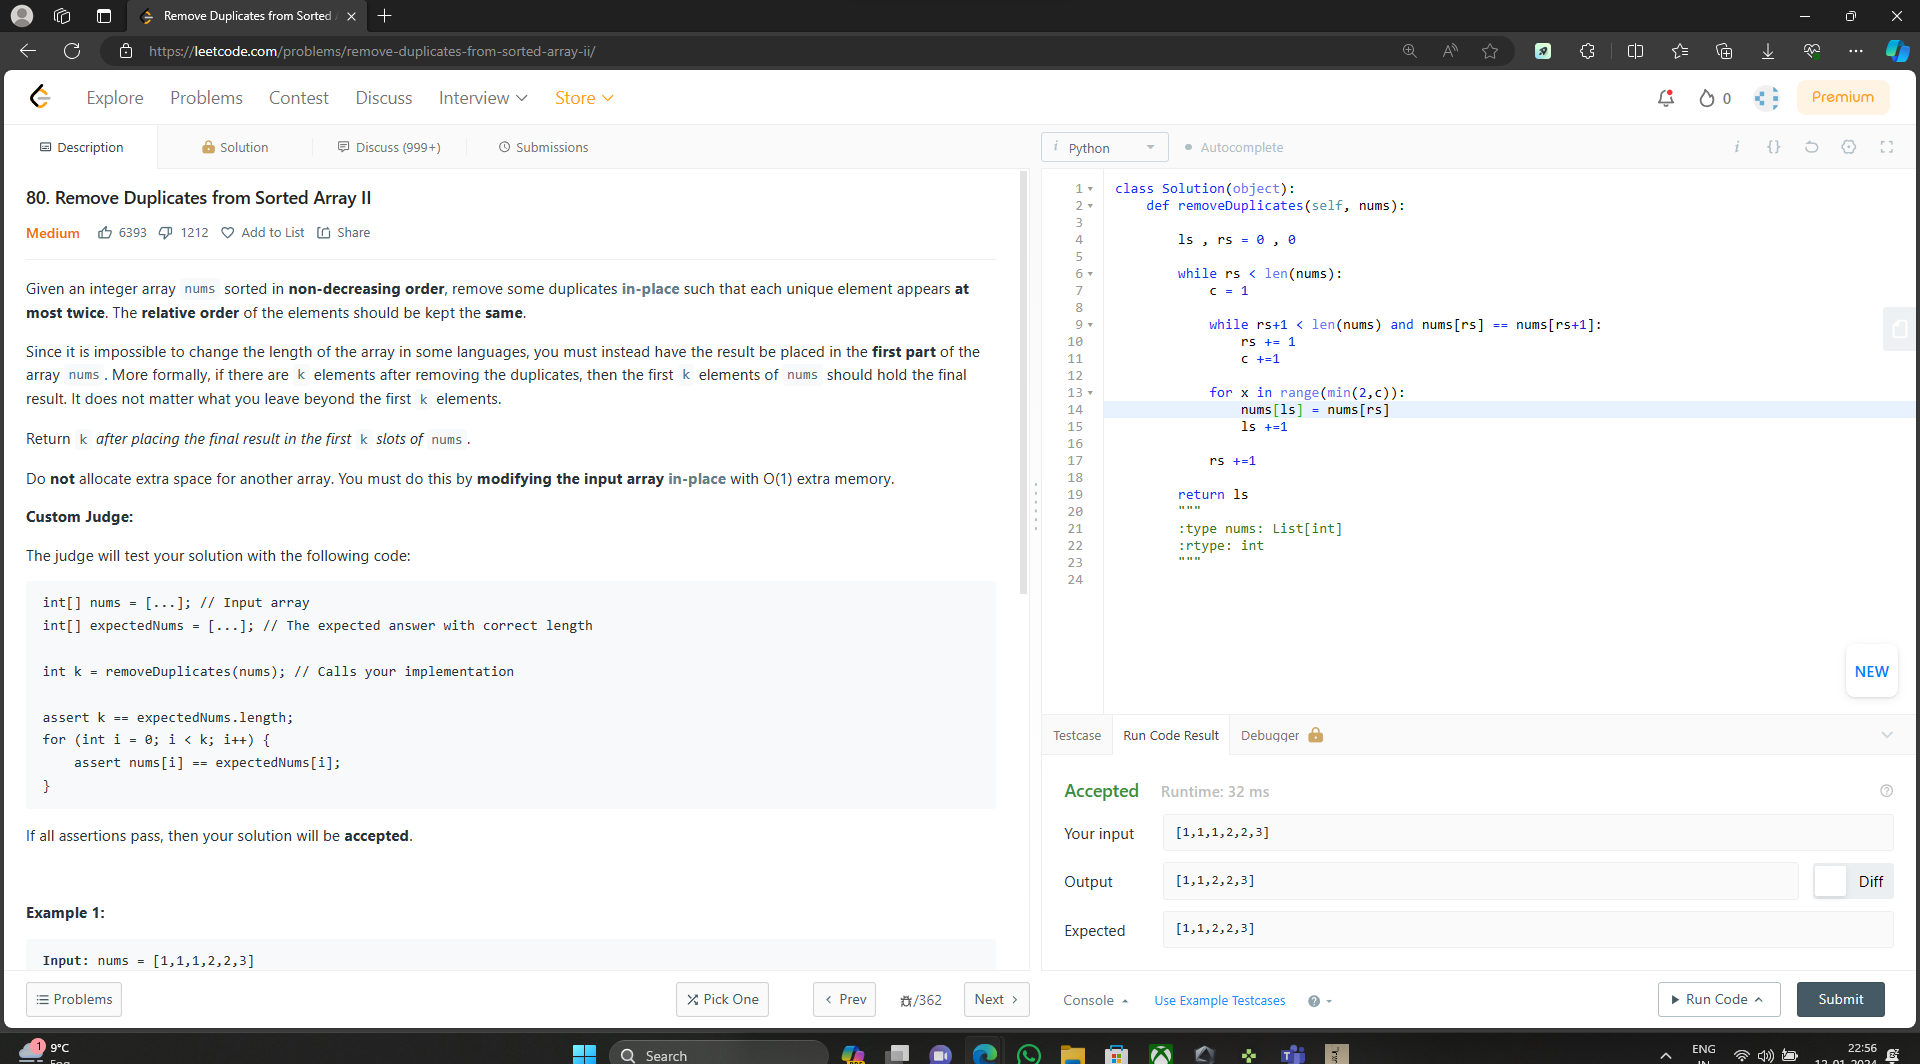 Remove Duplicates from Sorted A
https://leetcode.com/problems/remove-duplicates-from-sorted-array-ii/
Explore Problems Contest Discuss Interview Store
0
Premium
Description Solution Discuss (999+) Submissions
i Python Autocomplete i {}
80. Remove Duplicates from Sorted Array II
Medium 6393 1212 Add to List Share
Given an integer array nums sorted in non-decreasing order, remove some duplicates in-place such that each unique element appears at
most twice. The relative order of the elements should be kept the same.
Since it is impossible to change the length of the array in some languages, you must instead have the result be placed in the first part of the
array nums. More formally, if there are k elements after removing the duplicates, then the first k elements of nums should hold the final
result. It does not matter what you leave beyond the first k elements.
Return k after placing the final result in the first k slots of nums.
Do not allocate extra space for another array. You must do this by modifying the input array in-place with O(1) extra memory.
Custom Judge:
The judge will test your solution with the following code:
int[] nums = [...]; // Input array
int[] expectedNums = [...]; // The expected answer with correct length
int k = removeDuplicates(nums); // Calls your implementation
assert k == expectedNums.length;
for (int i = 0; i < k; i++) {
    assert nums[i] == expectedNums[i];
}
If all assertions pass, then your solution will be accepted.
Example 1:
Input: nums = [1,1,1,2,2,3]
Problems Pick One < Prev /362 Next >
1 class Solution(object):
2     def removeDuplicates(self, nums):
3
4         ls , rs = 0 , 0
5
6         while rs < len(nums):
7             c = 1
8
9             while rs+1 < len(nums) and nums[rs] == nums[rs+1]:
10                 rs += 1
11                 c +=1
12
13             for x in range(min(2,c)):
14                 nums[ls] = nums[rs]
15                 ls +=1
16
17             rs +=1
18
19         return ls
20         """
21         :type nums: List[int]
22         :rtype: int
23         """
24
NEW
Testcase Run Code Result Debugger
Accepted Runtime: 32 ms
Your input [1,1,1,2,2,3]
Output [1,1,2,2,3] Diff
Expected [1,1,2,2,3]
Console Use Example Testcases Run Code Submit
1 9°C
Search
ENG 22:56